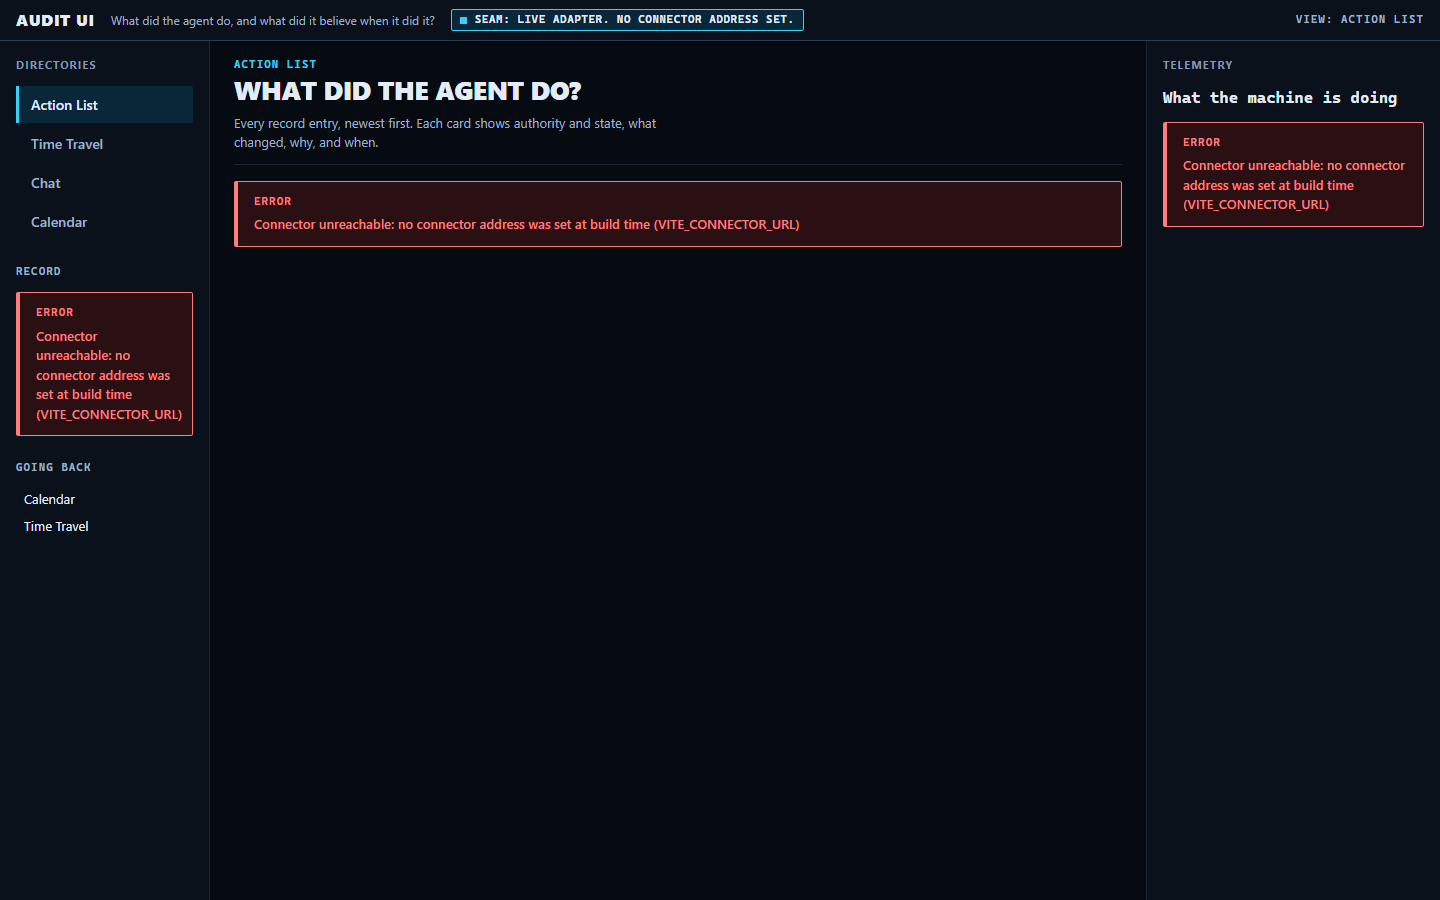 AUDIT UI
What did the agent do, and what did it believe when it did it?
SEAM: LIVE ADAPTER. NO CONNECTOR ADDRESS SET.
VIEW: ACTION LIST
DIRECTORIES
Action List
Time Travel
Chat
Calendar
RECORD
ERROR
Connector
unreachable: no
connector address was
set at build time
(VITE_CONNECTOR_URL)
GOING BACK
Calendar
Time Travel
ACTION LIST
WHAT DID THE AGENT DO?
Every record entry, newest first. Each card shows authority and state, what
changed, why, and when.
ERROR
Connector unreachable: no connector address was set at build time (VITE_CONNECTOR_URL)
TELEMETRY
What the machine is doing
ERROR
Connector unreachable: no connector
address was set at build time
(VITE_CONNECTOR_URL)